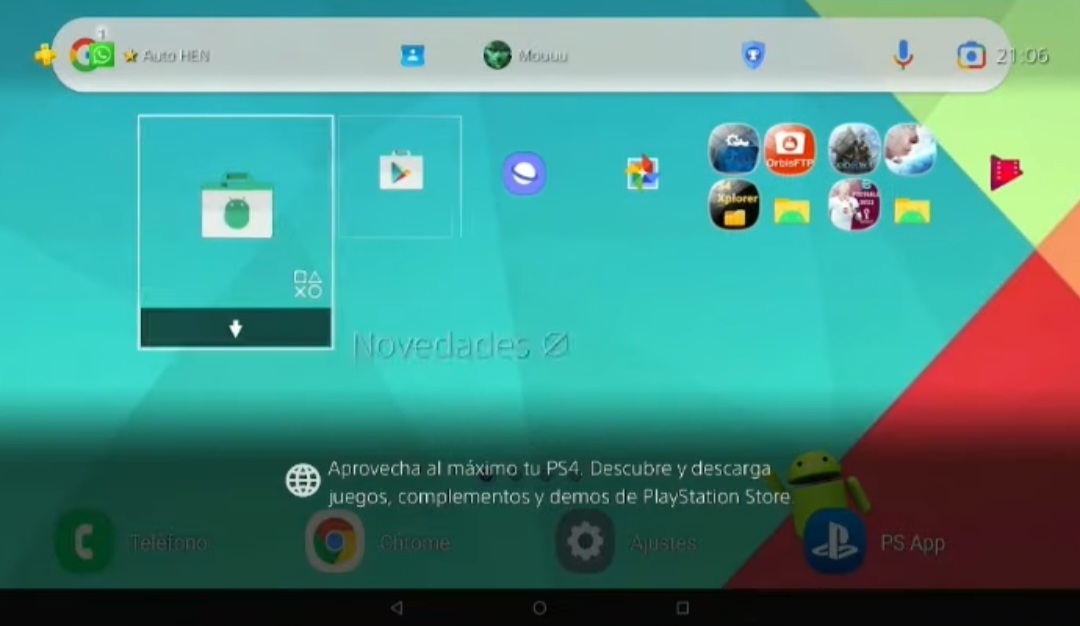 1
Auto HEN
Mouuu
21:06
OrbisFTP
Xplorer
Novedades
Aprovecha al máximo tu PS4. Descubre y descarga
juegos, complementos y demos de PlayStation Store
Teléfono
Chrome
Ajustes
PS App